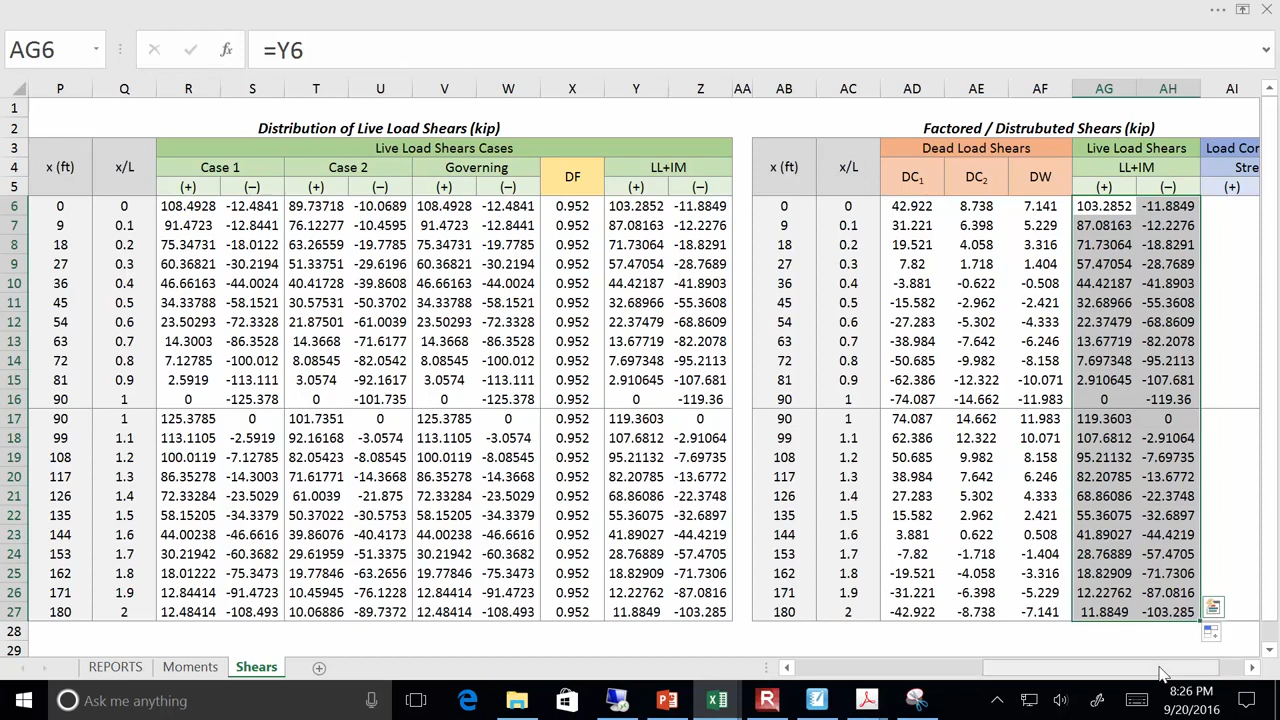 AG6 fx =Y6
P Q R S T U V W X Y Z AA AB AC AD AE AF AG AH AI
1
2 Distribution of Live Load Shears (kip) Factored / Distrubuted Shears (kip)
3 Live Load Shears Cases Dead Load Shears Live Load Shears Load Con
4 x (ft) x/L Case 1 Case 2 Governing DF LL+IM x (ft) x/L DC1 DC2 DW LL+IM Stre
5 (+) (–) (+) (–) (+) (–) (+) (–) (+) (–) (+)
6 0 0 108.4928 -12.4841 89.73718 -10.0689 108.4928 -12.4841 0.952 103.2852 -11.8849 0 0 42.922 8.738 7.141 103.2852 -11.8849
7 9 0.1 91.4723 -12.8441 76.12277 -10.4595 91.4723 -12.8441 0.952 87.08163 -12.2276 9 0.1 31.221 6.398 5.229 87.08163 -12.2276
8 18 0.2 75.34731 -18.0122 63.26559 -19.7785 75.34731 -19.7785 0.952 71.73064 -18.8291 18 0.2 19.521 4.058 3.316 71.73064 -18.8291
9 27 0.3 60.36821 -30.2194 51.33751 -29.6196 60.36821 -30.2194 0.952 57.47054 -28.7689 27 0.3 7.82 1.718 1.404 57.47054 -28.7689
10 36 0.4 46.66163 -44.0024 40.41728 -39.8608 46.66163 -44.0024 0.952 44.42187 -41.8903 36 0.4 -3.881 -0.622 -0.508 44.42187 -41.8903
11 45 0.5 34.33788 -58.1521 30.57531 -50.3702 34.33788 -58.1521 0.952 32.68966 -55.3608 45 0.5 -15.582 -2.962 -2.421 32.68966 -55.3608
12 54 0.6 23.50293 -72.3328 21.87501 -61.0039 23.50293 -72.3328 0.952 22.37479 -68.8609 54 0.6 -27.283 -5.302 -4.333 22.37479 -68.8609
13 63 0.7 14.3003 -86.3528 14.3668 -71.6177 14.3668 -86.3528 0.952 13.67719 -82.2078 63 0.7 -38.984 -7.642 -6.246 13.67719 -82.2078
14 72 0.8 7.12785 -100.012 8.08545 -82.0542 8.08545 -100.012 0.952 7.697348 -95.2113 72 0.8 -50.685 -9.982 -8.158 7.697348 -95.2113
15 81 0.9 2.5919 -113.111 3.0574 -92.1617 3.0574 -113.111 0.952 2.910645 -107.681 81 0.9 -62.386 -12.322 -10.071 2.910645 -107.681
16 90 1 0 -125.378 0 -101.735 0 -125.378 0.952 0 -119.36 90 1 -74.087 -14.662 -11.983 0 -119.36
17 90 1 125.3785 0 101.7351 0 125.3785 0 0.952 119.3603 0 90 1 74.087 14.662 11.983 119.3603 0
18 99 1.1 113.1105 -2.5919 92.16168 -3.0574 113.1105 -3.0574 0.952 107.6812 -2.91064 99 1.1 62.386 12.322 10.071 107.6812 -2.91064
19 108 1.2 100.0119 -7.12785 82.05423 -8.08545 100.0119 -8.08545 0.952 95.21132 -7.69735 108 1.2 50.685 9.982 8.158 95.21132 -7.69735
20 117 1.3 86.35278 -14.3003 71.61771 -14.3668 86.35278 -14.3668 0.952 82.20785 -13.6772 117 1.3 38.984 7.642 6.246 82.20785 -13.6772
21 126 1.4 72.33284 -23.5029 61.0039 -21.875 72.33284 -23.5029 0.952 68.86086 -22.3748 126 1.4 27.283 5.302 4.333 68.86086 -22.3748
22 135 1.5 58.15205 -34.3379 50.37022 -30.5753 58.15205 -34.3379 0.952 55.36075 -32.6897 135 1.5 15.582 2.962 2.421 55.36075 -32.6897
23 144 1.6 44.00238 -46.6616 39.86076 -40.4173 44.00238 -46.6616 0.952 41.89027 -44.4219 144 1.6 3.881 0.622 0.508 41.89027 -44.4219
24 153 1.7 30.21942 -60.3682 29.61959 -51.3375 30.21942 -60.3682 0.952 28.76889 -57.4705 153 1.7 -7.82 -1.718 -1.404 28.76889 -57.4705
25 162 1.8 18.01222 -75.3473 19.77846 -63.2656 19.77846 -75.3473 0.952 18.82909 -71.7306 162 1.8 -19.521 -4.058 -3.316 18.82909 -71.7306
26 171 1.9 12.84414 -91.4723 10.45945 -76.1228 12.84414 -91.4723 0.952 12.22762 -87.0816 171 1.9 -31.221 -6.398 -5.229 12.22762 -87.0816
27 180 2 12.48414 -108.493 10.06886 -89.7372 12.48414 -108.493 0.952 11.8849 -103.285 180 2 -42.922 -8.738 -7.141 11.8849 -103.285
28
29
REPORTS Moments Shears
Ask me anything
8:26 PM
9/20/2016